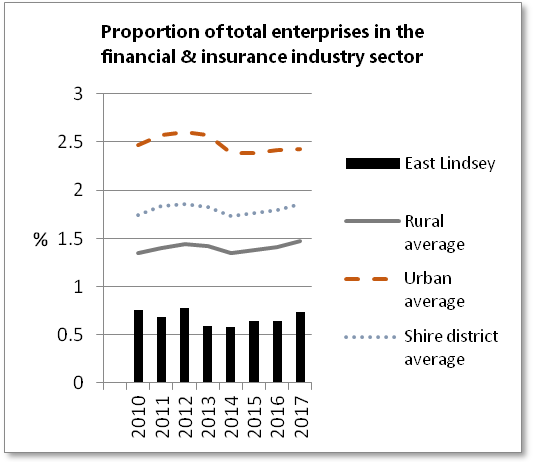 Proportion of total enterprises in the
financial & insurance industry sector
3
2.5
2
1.5
1
0.5
0
%
2010
2011
2012
2013
2014
2015
2016
2017
East Lindsey
Rural
average
Urban
average
Shire district
average